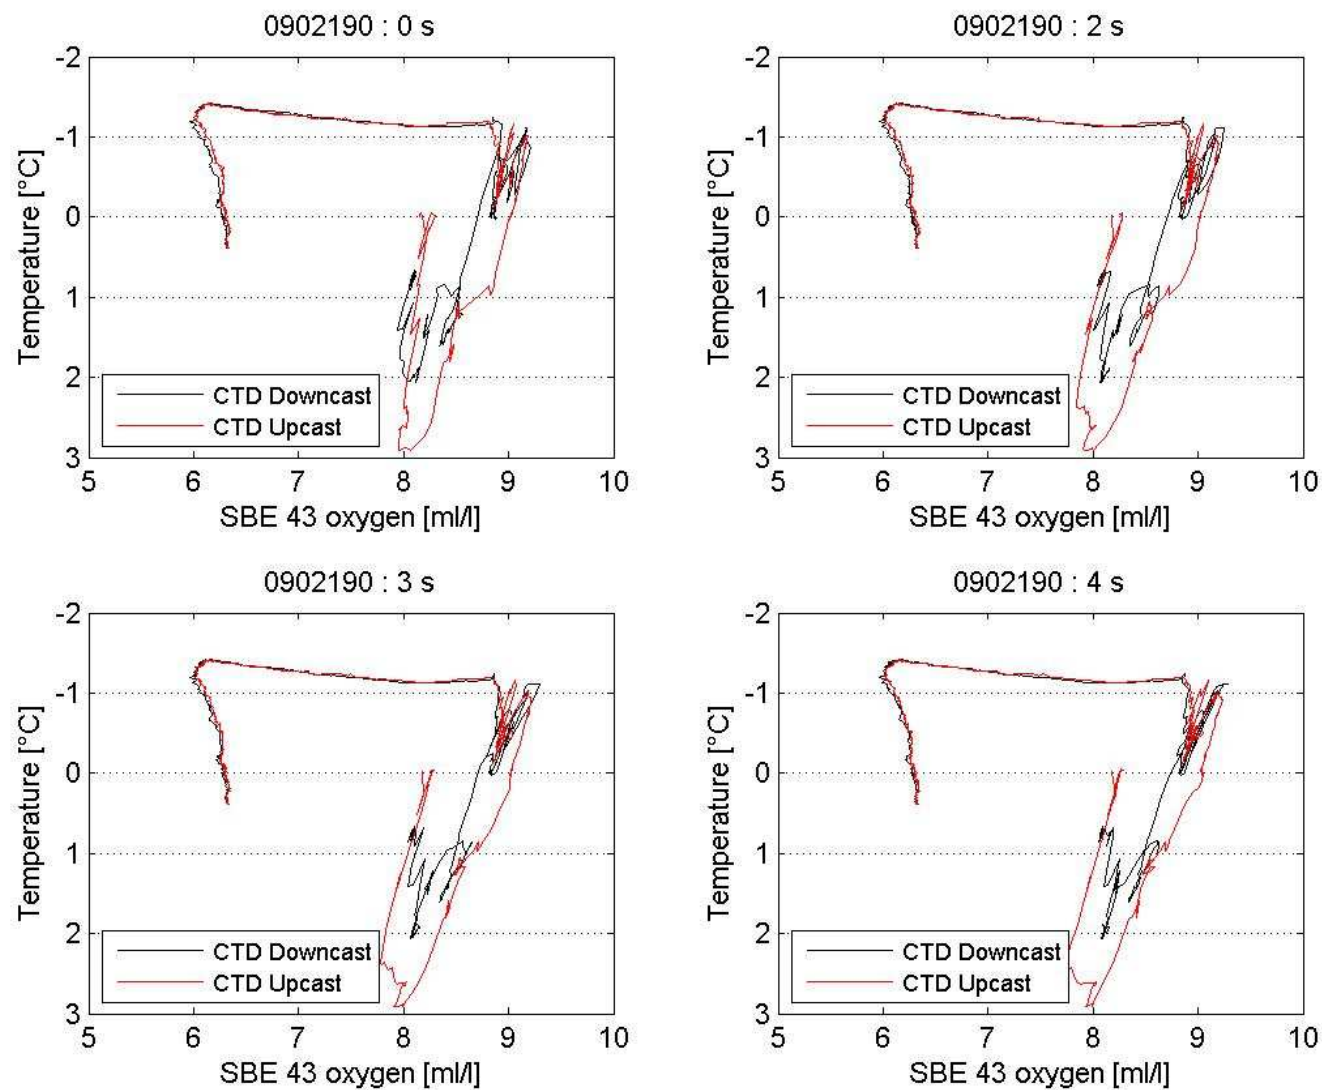 0902190 : 0 s
-2
-1
0
1
2
3
Temperature [°C]
CTD Downcast
CTD Upcast
5 6 7 8 9 10
SBE 43 oxygen [ml/l]
0902190 : 2 s
-2
-1
0
1
2
3
Temperature [°C]
CTD Downcast
CTD Upcast
5 6 7 8 9 10
SBE 43 oxygen [ml/l]
0902190 : 3 s
-2
-1
0
1
2
3
Temperature [°C]
CTD Downcast
CTD Upcast
5 6 7 8 9 10
SBE 43 oxygen [ml/l]
0902190 : 4 s
-2
-1
0
1
2
3
Temperature [°C]
CTD Downcast
CTD Upcast
5 6 7 8 9 10
SBE 43 oxygen [ml/l]